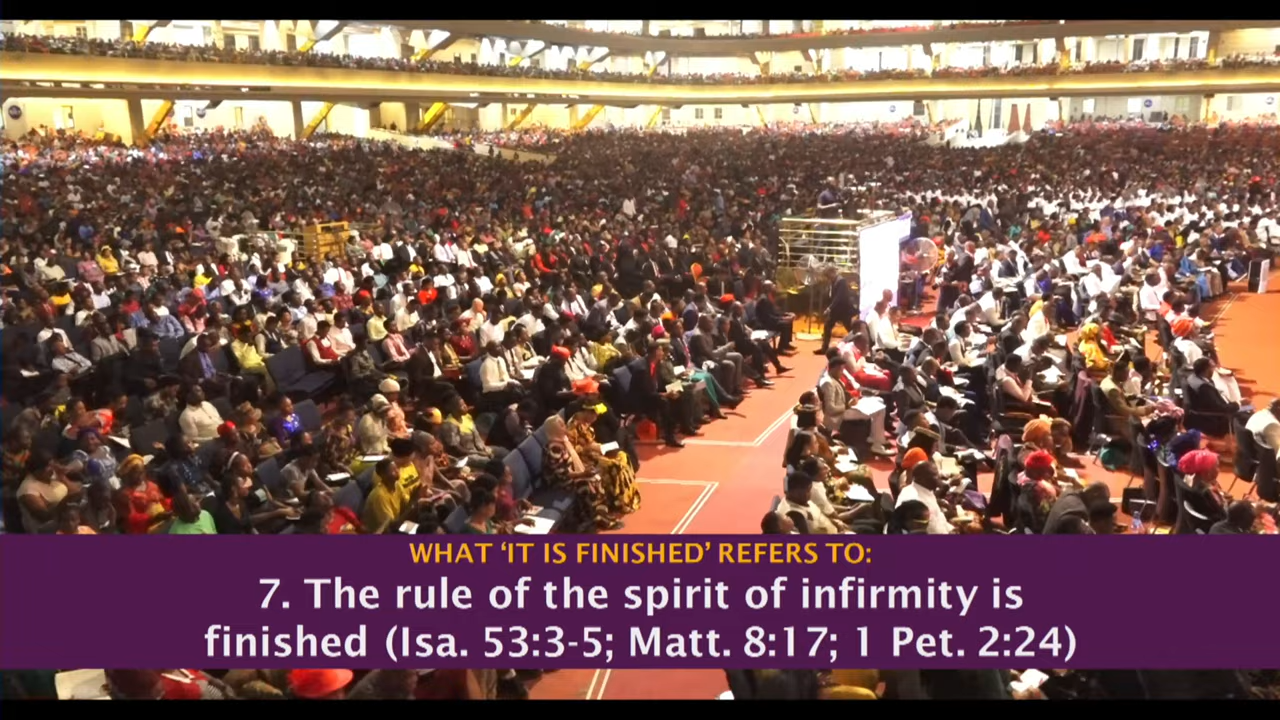 WHAT ‘IT IS FINISHED’ REFERS TO:
7. The rule of the spirit of infirmity is
finished (Isa. 53:3-5; Matt. 8:17; 1 Pet. 2:24)